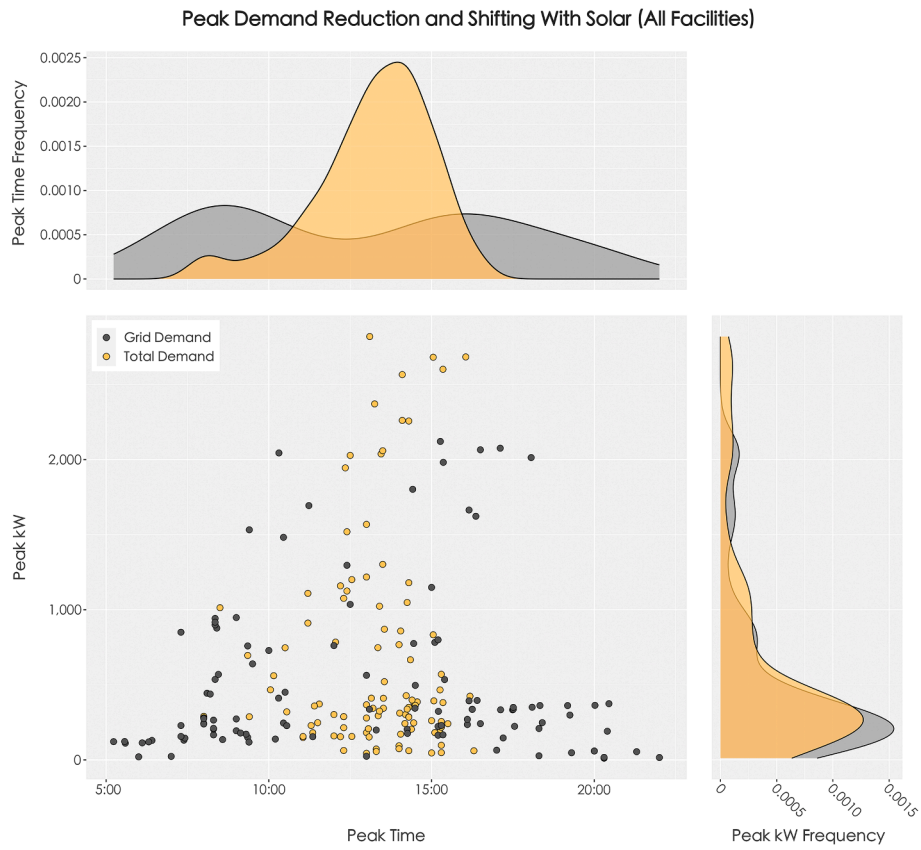 Peak Demand Reduction and Shifting With Solar (All Facilities)
Peak Time Frequency
0.0025
0.0020
0.0015
0.0010
0.0005
0
Grid Demand
Total Demand
Peak kW
2,000
1,000
0
5:00 10:00 15:00 20:00
Peak Time
0 0.0005 0.0010 0.0015
Peak kW Frequency